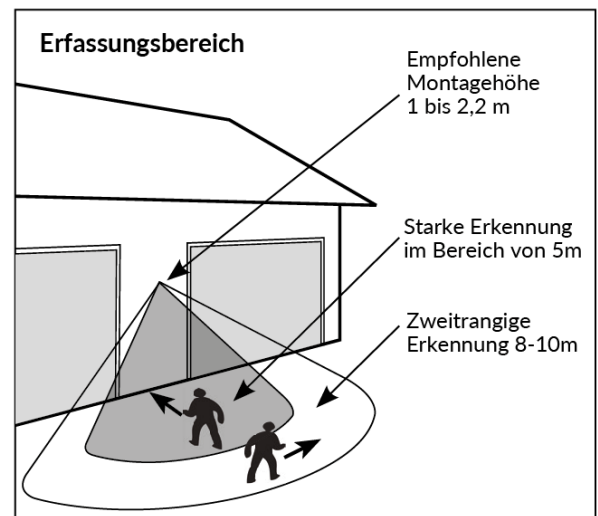 Erfassungsbereich
Empfohlene
Montagehöhe
1 bis 2,2 m
Starke Erkennung
im Bereich von 5m
Zweitrangige
Erkennung 8-10m